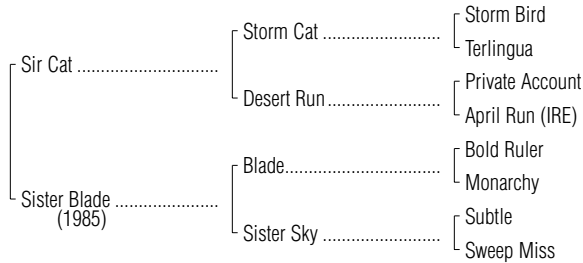 Storm Bird
Storm Cat ........................
Terlingua
Sir Cat .............................
Private Account
Desert Run .......................
April Run (IRE)
Bold Ruler
Blade................................
Monarchy
Sister Blade .....................
(1985)
Subtle
Sister Sky ........................
Sweep Miss